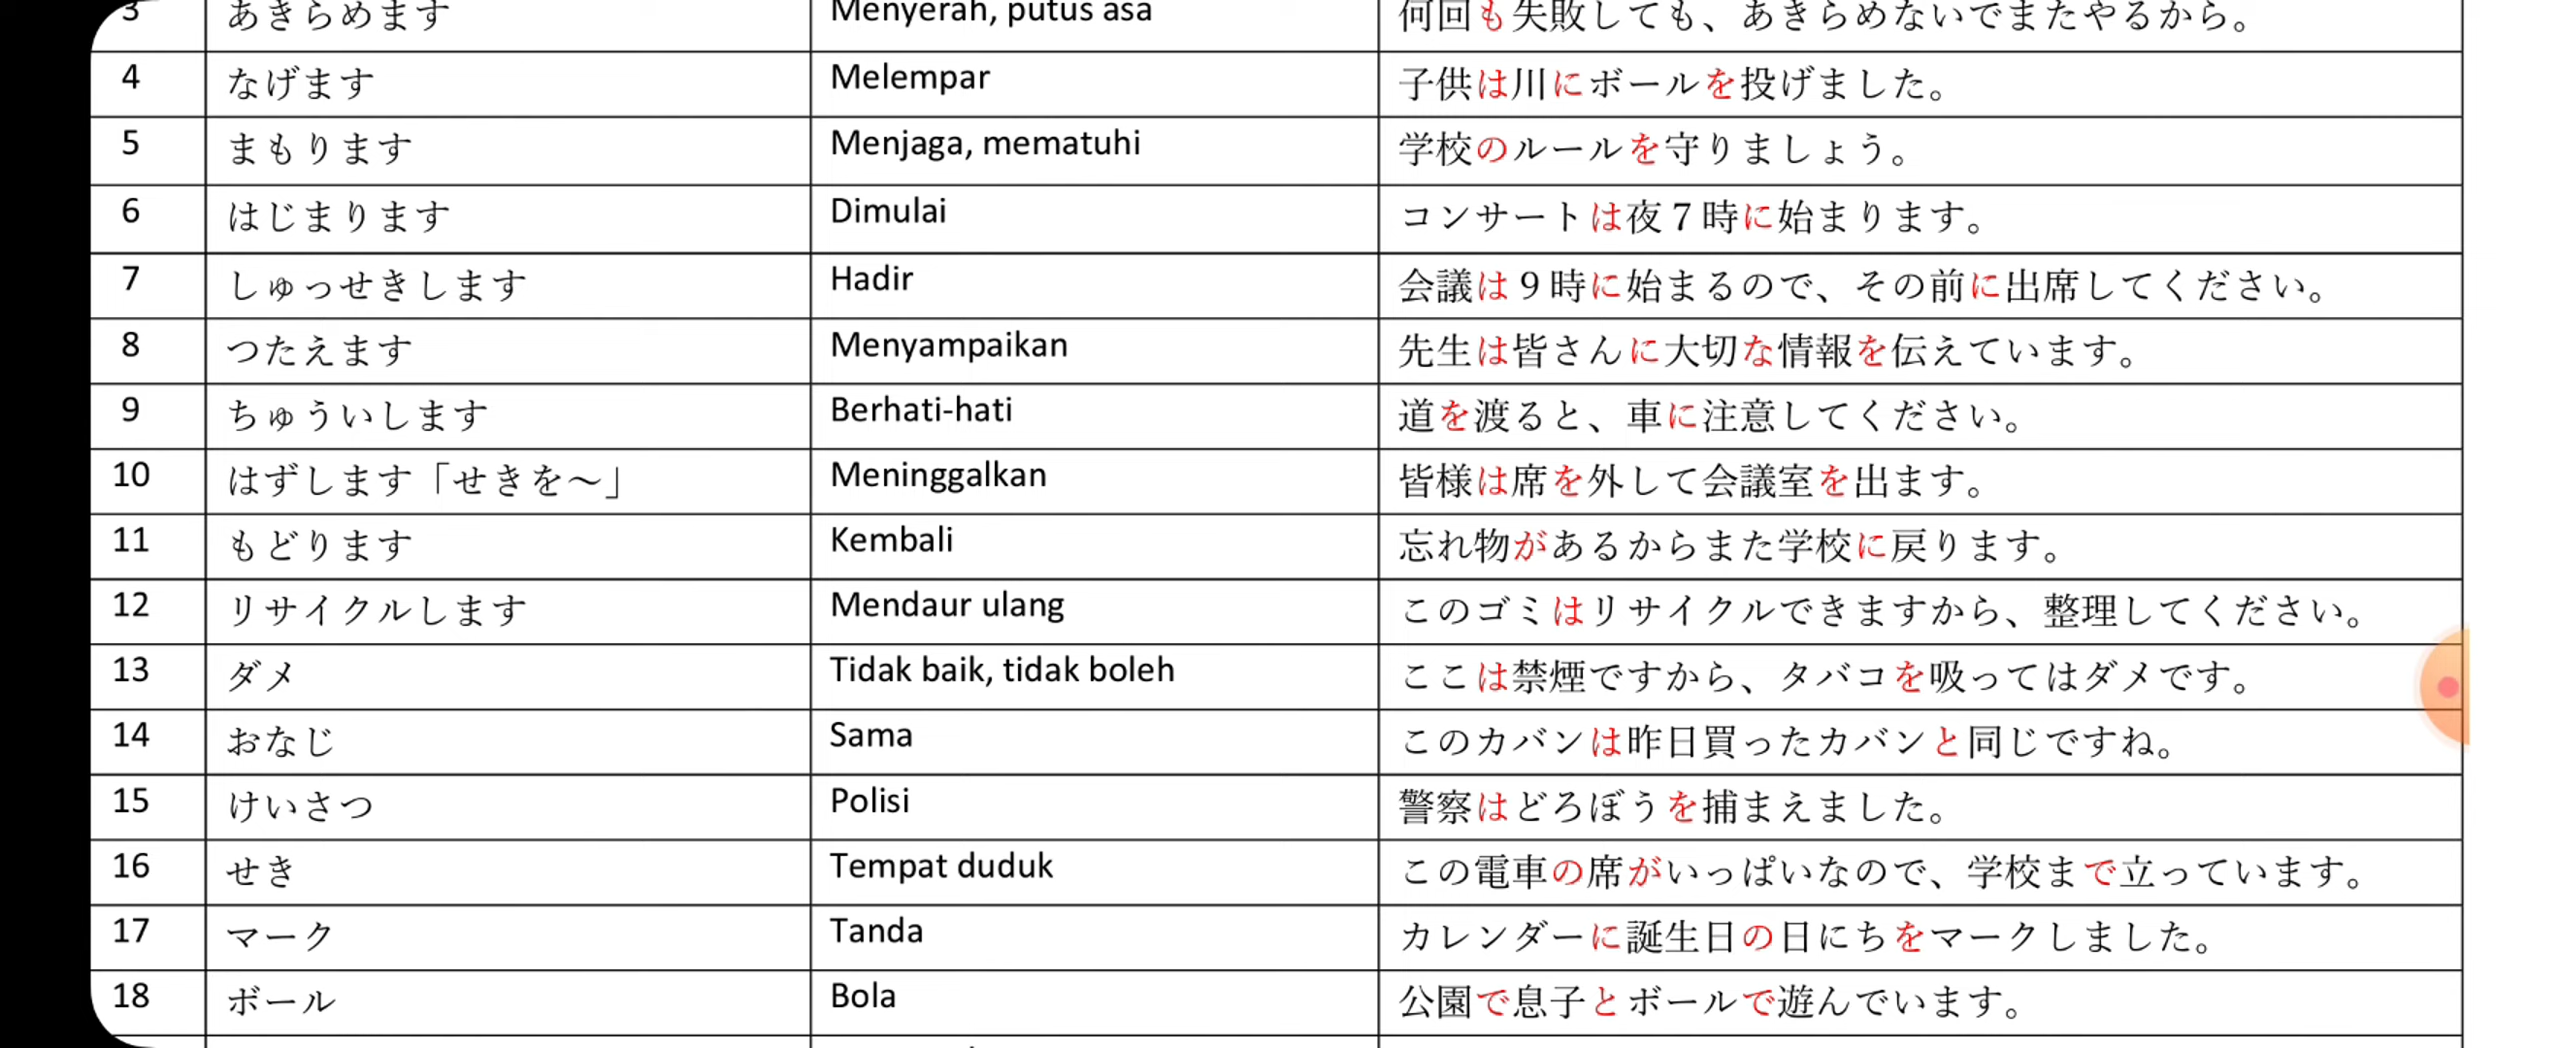 3 あきらめます Menyerah, putus asa 何回も失敗しても、あきらめないでまたやるから。
4 なげます Melempar 子供は川にボールを投げました。
5 まもります Menjaga, mematuhi 学校のルールを守りましょう。
6 はじまります Dimulai コンサートは夜７時に始まります。
7 しゅっせきします Hadir 会議は９時に始まるので、その前に出席してください。
8 つたえます Menyampaikan 先生は皆さんに大切な情報を伝えています。
9 ちゅういします Berhati-hati 道を渡ると、車に注意してください。
10 はずします「せきを～」 Meninggalkan 皆様は席を外して会議室を出ます。
11 もどります Kembali 忘れ物があるからまた学校に戻ります。
12 リサイクルします Mendaur ulang このゴミはリサイクルできますから、整理してください。
13 ダメ Tidak baik, tidak boleh ここは禁煙ですから、タバコを吸ってはダメです。
14 おなじ Sama このカバンは昨日買ったカバンと同じですね。
15 けいさつ Polisi 警察はどろぼうを捕まえました。
16 せき Tempat duduk この電車の席がいっぱいなので、学校まで立っています。
17 マーク Tanda カレンダーに誕生日の日にちをマークしました。
18 ボール Bola 公園で息子とボールで遊んでいます。